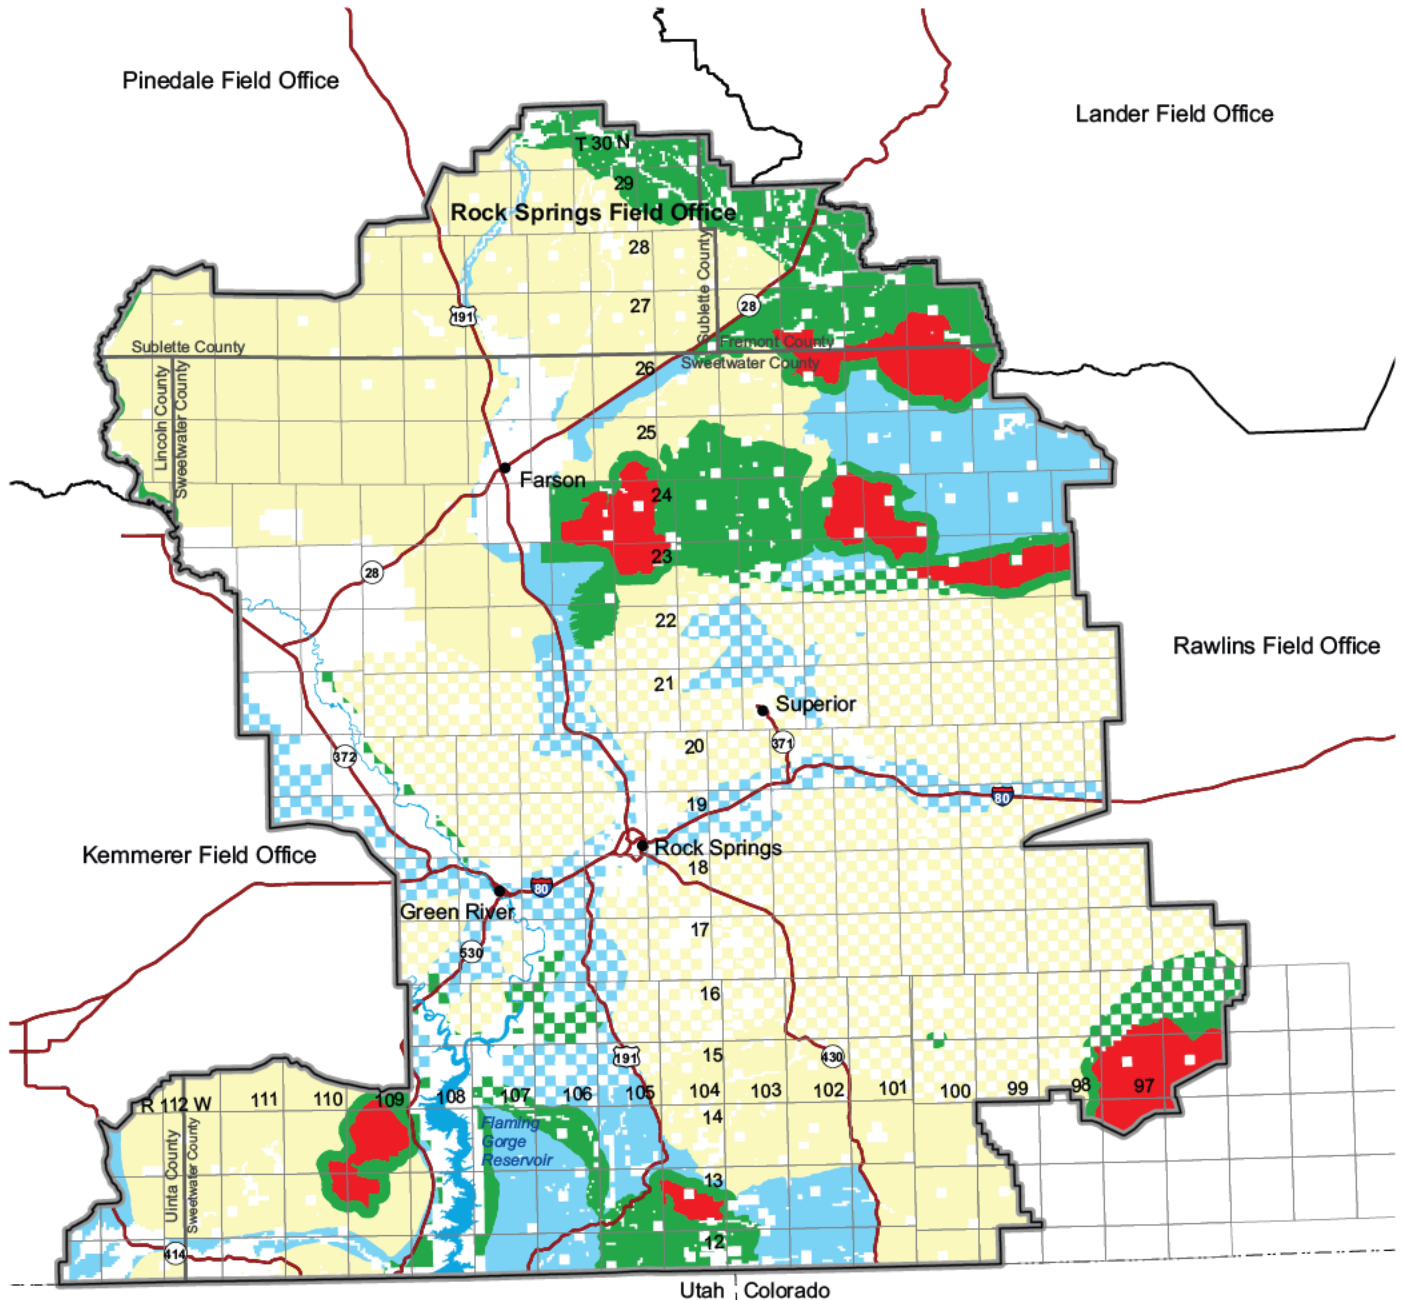 Pinedale Field Office
Lander Field Office
T 30 N
29
Rock Springs Field Office
28
Sublette County
27
28
191
Fremont County
Sublette County
Sweetwater County
26
Lincoln County
Sweetwater County
25
Farson
24
23
28
22
Rawlins Field Office
21
Superior
20
371
372
19
80
Kemmerer Field Office
Rock Springs
18
80
Green River
17
530
16
15
191
430
R 112 W
111
110
109
108
107
106
105
104
103
102
101
100
99
98
97
14
Flaming
Gorge
Reservoir
Uinta County
Sweetwater County
13
12
414
Utah
Colorado